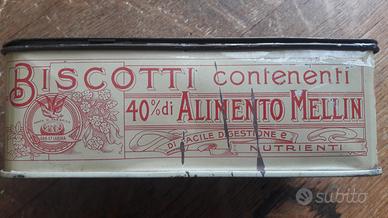 BISCOTTI contenenti
40% di ALIMENTO MELLIN
DI FACILE DIGESTIONE e
NUTRIENTI
subito